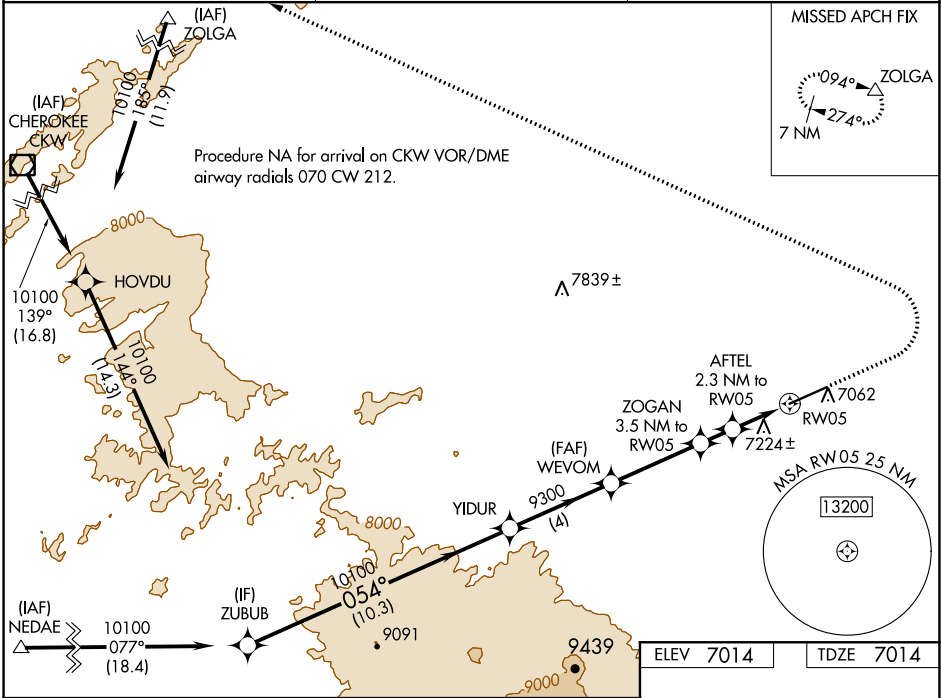 (IAF)
ZOLGA
10100
185°
(11.9)
(IAF)
CHEROKEE
CKW
Procedure NA for arrival on CKW VOR/DME
airway radials 070 CW 212.
MISSED APCH FIX
094°
ZOLGA
274°
7 NM
8000
10100
139°
(16.8)
HOVDU
10100
144°
(14.3)
7839±
AFTEL
2.3 NM to
RW05
7062
RW05
ZOGAN
3.5 NM to
RW05
7224±
(FAF)
WEVOM
9300
(4)
YIDUR
MSA RW05 25 NM
13200
8000
10100
054°
(10.3)
(IF)
ZUBUB
(IAF)
NEDAE
10100
077°
(18.4)
9091
9439
9000
ELEV 7014
TDZE 7014